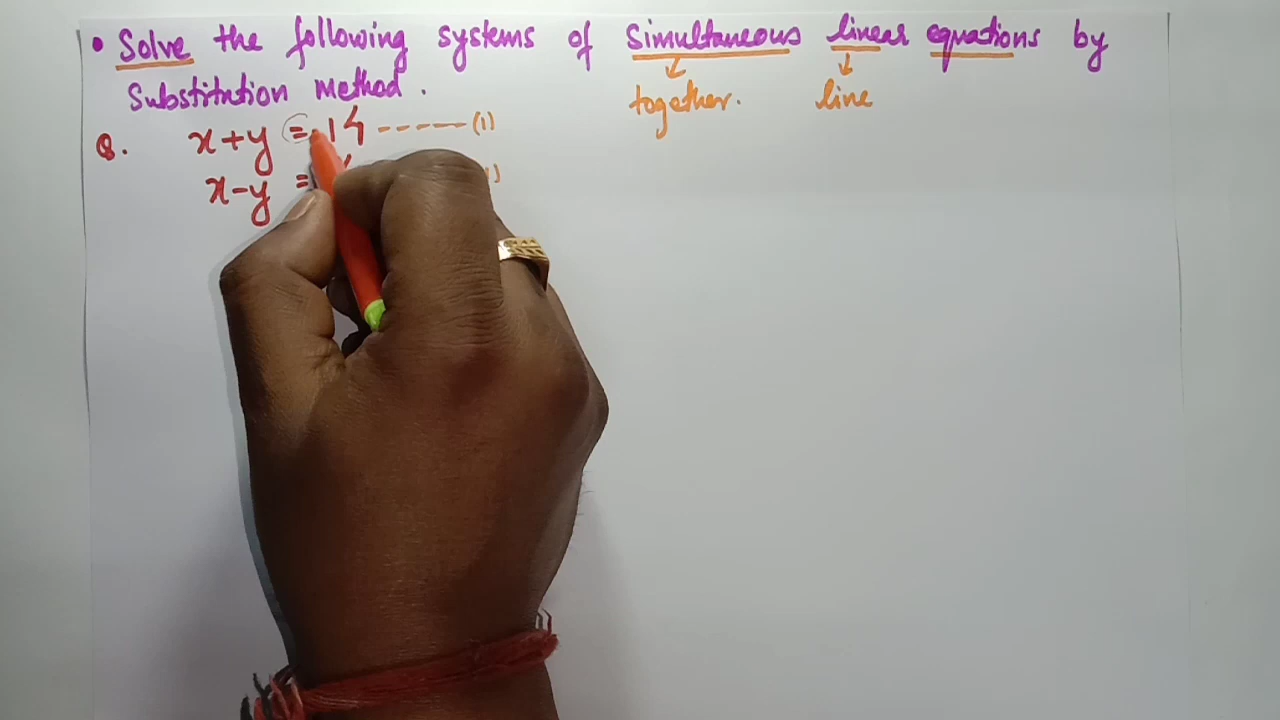 • Solve the following systems of simultaneous linear equations by
together. line
Substitution Method.
Q. x+y = 14 ------ (1)
x-y =